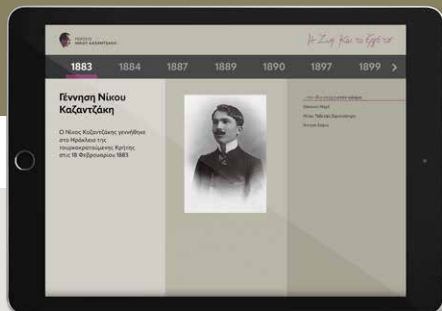 ΜΟΥΣΕΙΟ
ΝΙΚΟΥ ΚΑΖΑΝΤΖΑΚΗ
Η Ζωή Και το Έργο του
1883 1884 1887 1889 1890 1897 1899
Γέννηση Νίκου
Καζαντζάκη
Ο Νίκος Καζαντζάκης γεννήθηκε
στο Ηράκλειο της
τουρκοκρατούμενης Κρήτης
στις 18 Φεβρουαρίου 1883